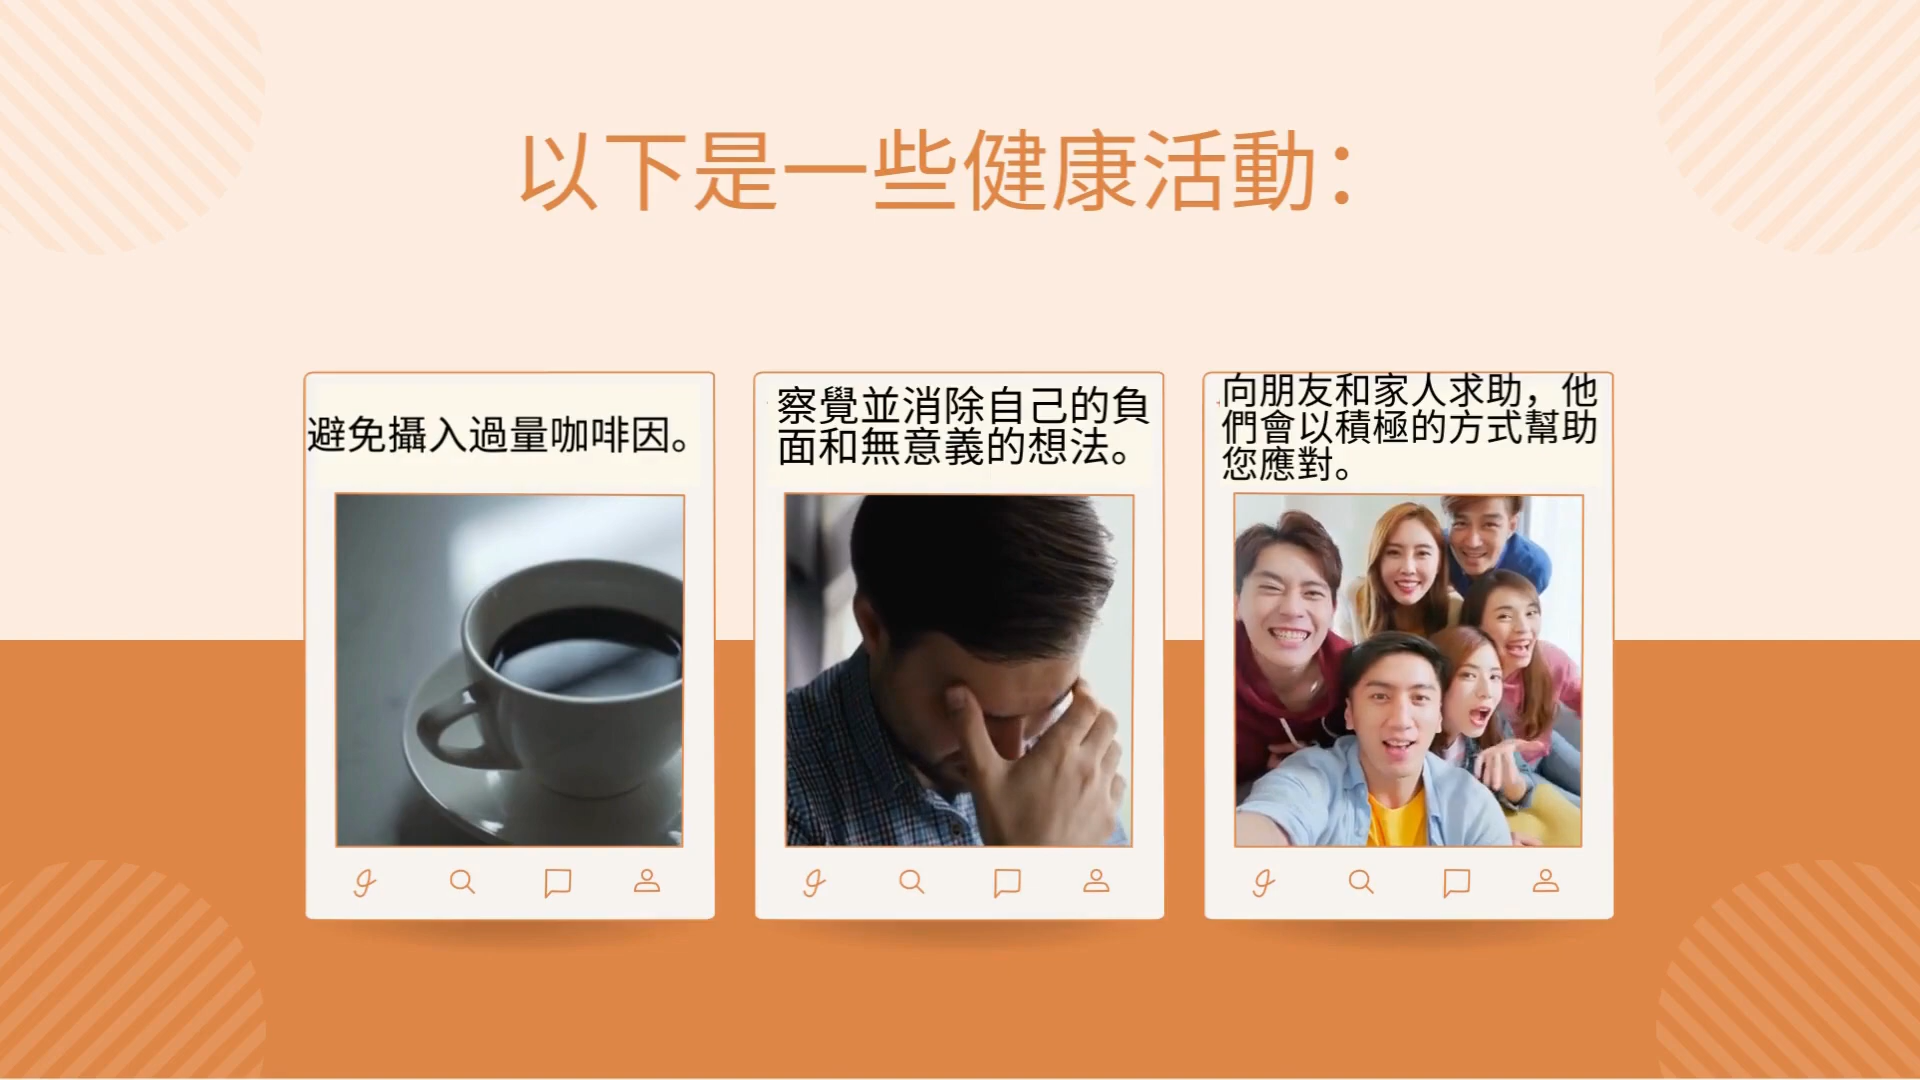 以下是一些健康活動：
避免攝入過量咖啡因。
察覺並消除自己的負
面和無意義的想法。
向朋友和家人求助，他
們會以積極的方式幫助
您應對。